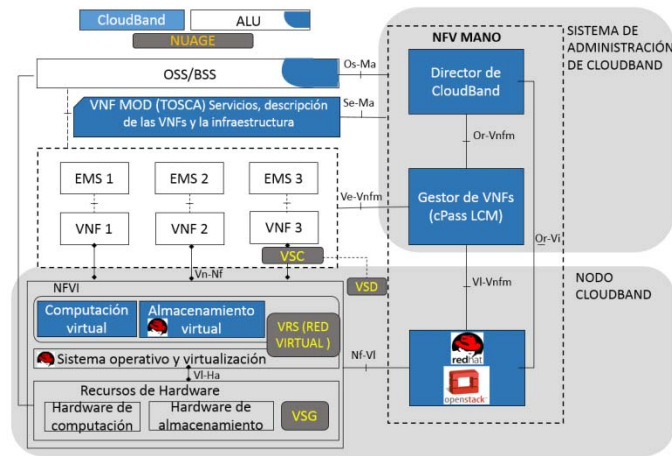 CloudBand
ALU
NUAGE
OSS/BSS
Os-Ma
NFV MANO
SISTEMA DE
ADMINISTRACIÓN
DE CLOUDBAND
Director de
CloudBand
VNF MOD (TOSCA) Servicios, descripción
de las VNFs y la infraestructura
Se-Ma
Or-Vnfm
EMS 1
EMS 2
EMS 3
Ve-Vnfm
Gestor de VNFs
(cPass LCM)
VNF 1
VNF 2
VNF 3
Or-Vi
VSC
Vn-Nf
VSD
Vl-Vnfm
NODO
CLOUDBAND
NFVI
Computación
virtual
Almacenamiento
virtual
VRS (RED
VIRTUAL )
Sistema operativo y virtualización
Nf-Vl
redhat
openstack
Vl-Ha
Recursos de Hardware
Hardware de
computación
Hardware de
almacenamiento
VSG